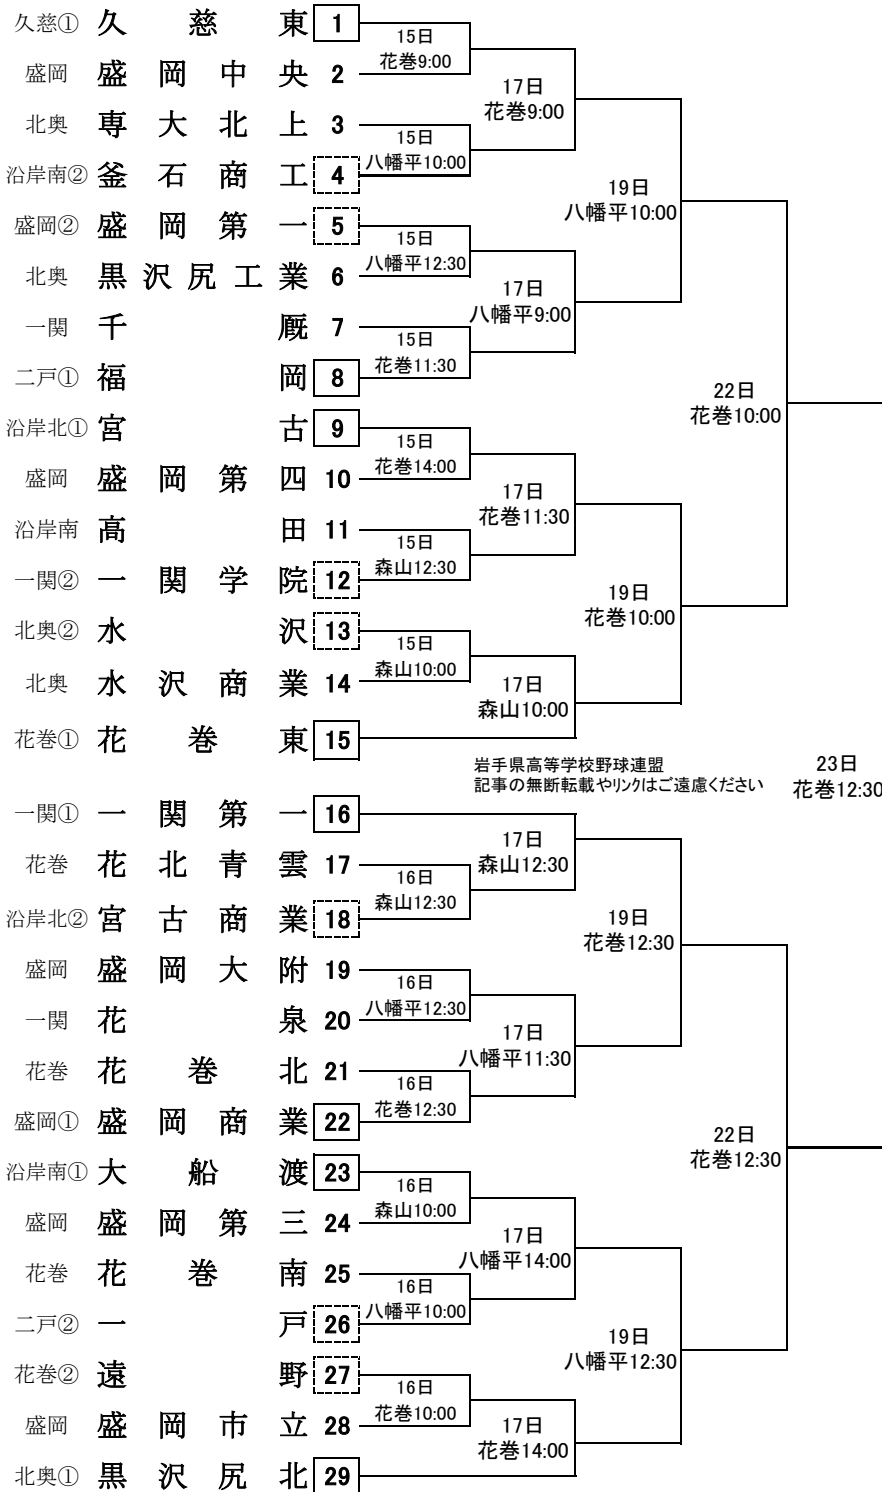 久慈① 久慈東 1
15日
花巻9:00
盛岡 盛岡中央 2
17日
花巻9:00
北奥 専大北上 3
15日
八幡平10:00
沿岸南② 釜石商工 4
19日
八幡平10:00
盛岡② 盛岡第一 5
15日
八幡平12:30
北奥 黒沢尻工業 6
17日
八幡平9:00
一関 千厩 7
15日
花巻11:30
二戸① 福岡 8
22日
花巻10:00
沿岸北① 宮古 9
15日
花巻14:00
盛岡 盛岡第四 10
17日
花巻11:30
沿岸南 高田 11
15日
森山12:30
一関② 一関学院 12
19日
花巻10:00
北奥② 水沢 13
15日
森山10:00
北奥 水沢商業 14
17日
森山10:00
花巻① 花巻東 15
岩手県高等学校野球連盟
記事の無断転載やリンクはご遠慮ください
23日
花巻12:30
一関① 一関第一 16
17日
森山12:30
花巻 花北青雲 17
16日
森山12:30
沿岸北② 宮古商業 18
19日
花巻12:30
盛岡 盛岡大附 19
16日
八幡平12:30
一関 花泉 20
17日
八幡平11:30
花巻 花巻北 21
16日
花巻12:30
盛岡① 盛岡商業 22
22日
花巻12:30
沿岸南① 大船渡 23
16日
森山10:00
盛岡 盛岡第三 24
17日
八幡平14:00
花巻 花巻南 25
16日
八幡平10:00
二戸② 一戸 26
19日
八幡平12:30
花巻② 遠野 27
16日
花巻10:00
盛岡 盛岡市立 28
17日
花巻14:00
北奥① 黒沢尻北 29